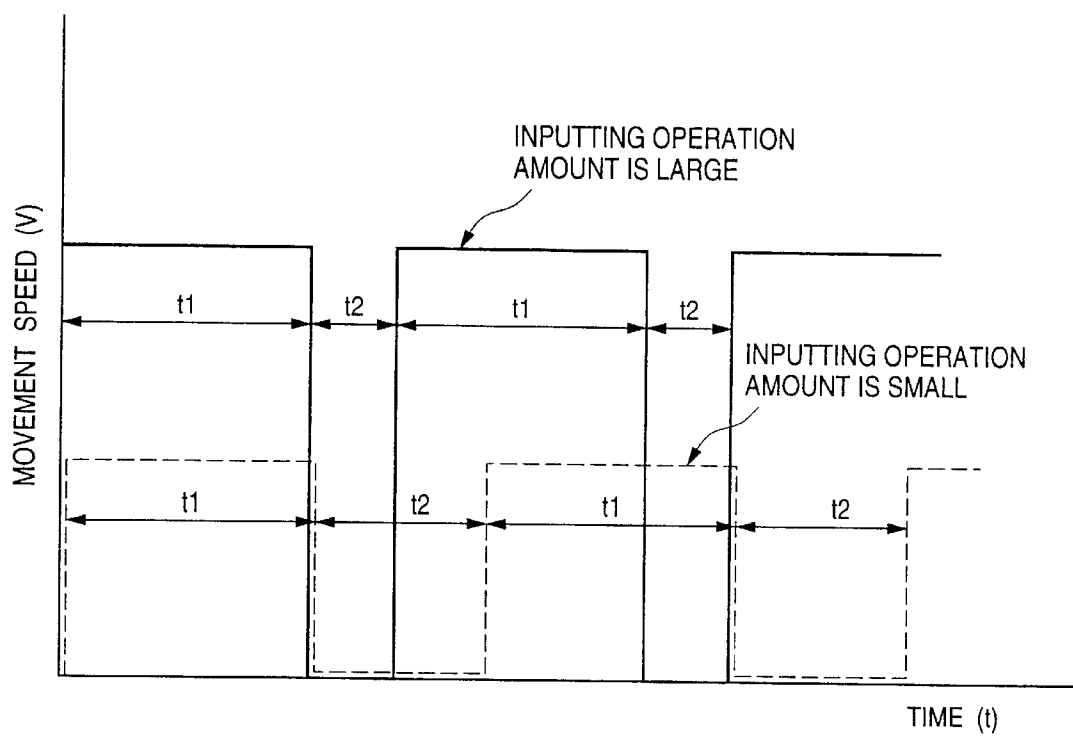 INPUTTING OPERATION
AMOUNT IS LARGE
MOVEMENT SPEED (V)
t1
t2
t1
t2
INPUTTING OPERATION
AMOUNT IS SMALL
t1
t2
t1
t2
TIME (t)